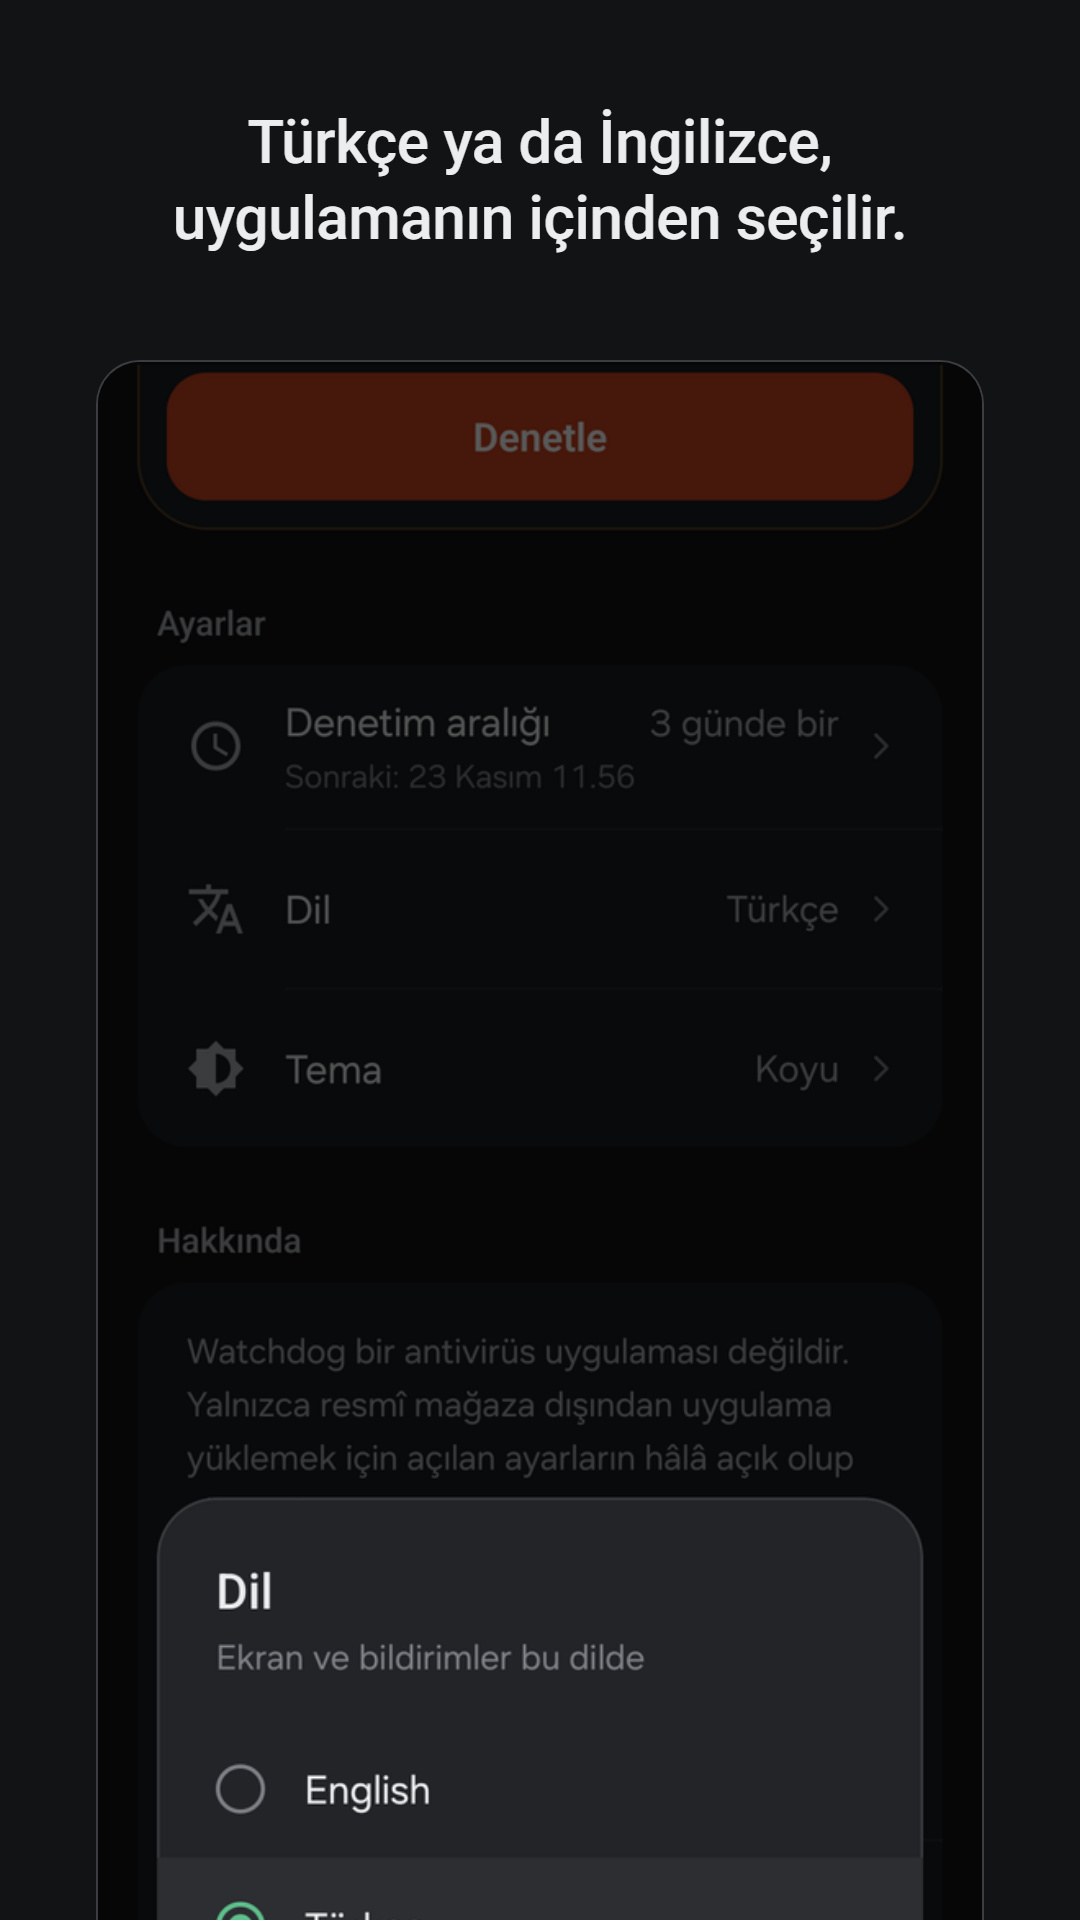 Türkçe ya da İngilizce,
uygulamanın içinden seçilir.
Denetle
Ayarlar
Denetim aralığı
3 günde bir
Sonraki: 23 Kasım 11.56
Dil
Türkçe
Tema
Koyu
Hakkında
Watchdog bir antivirüs uygulaması değildir.
Yalnızca resmî mağaza dışından uygulama
yüklemek için açılan ayarların hâlâ açık olup
Dil
Ekran ve bildirimler bu dilde
English